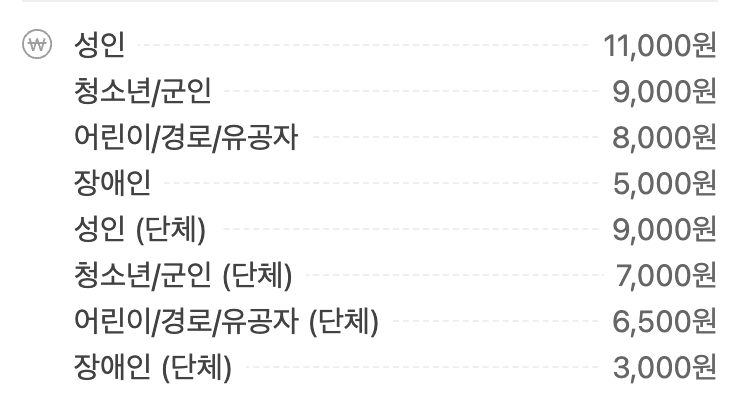 ₩ 성인 11,000원
청소년/군인 9,000원
어린이/경로/유공자 8,000원
장애인 5,000원
성인 (단체) 9,000원
청소년/군인 (단체) 7,000원
어린이/경로/유공자 (단체) 6,500원
장애인 (단체) 3,000원